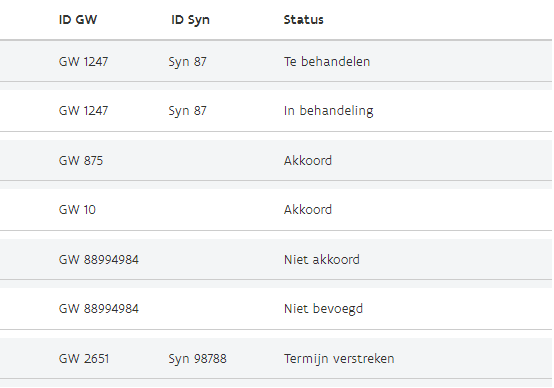 ID GW ID Syn Status
GW 1247 Syn 87 Te behandelen
GW 1247 Syn 87 In behandeling
GW 875 Akkoord
GW 10 Akkoord
GW 88994984 Niet akkoord
GW 88994984 Niet bevoegd
GW 2651 Syn 98788 Termijn verstreken